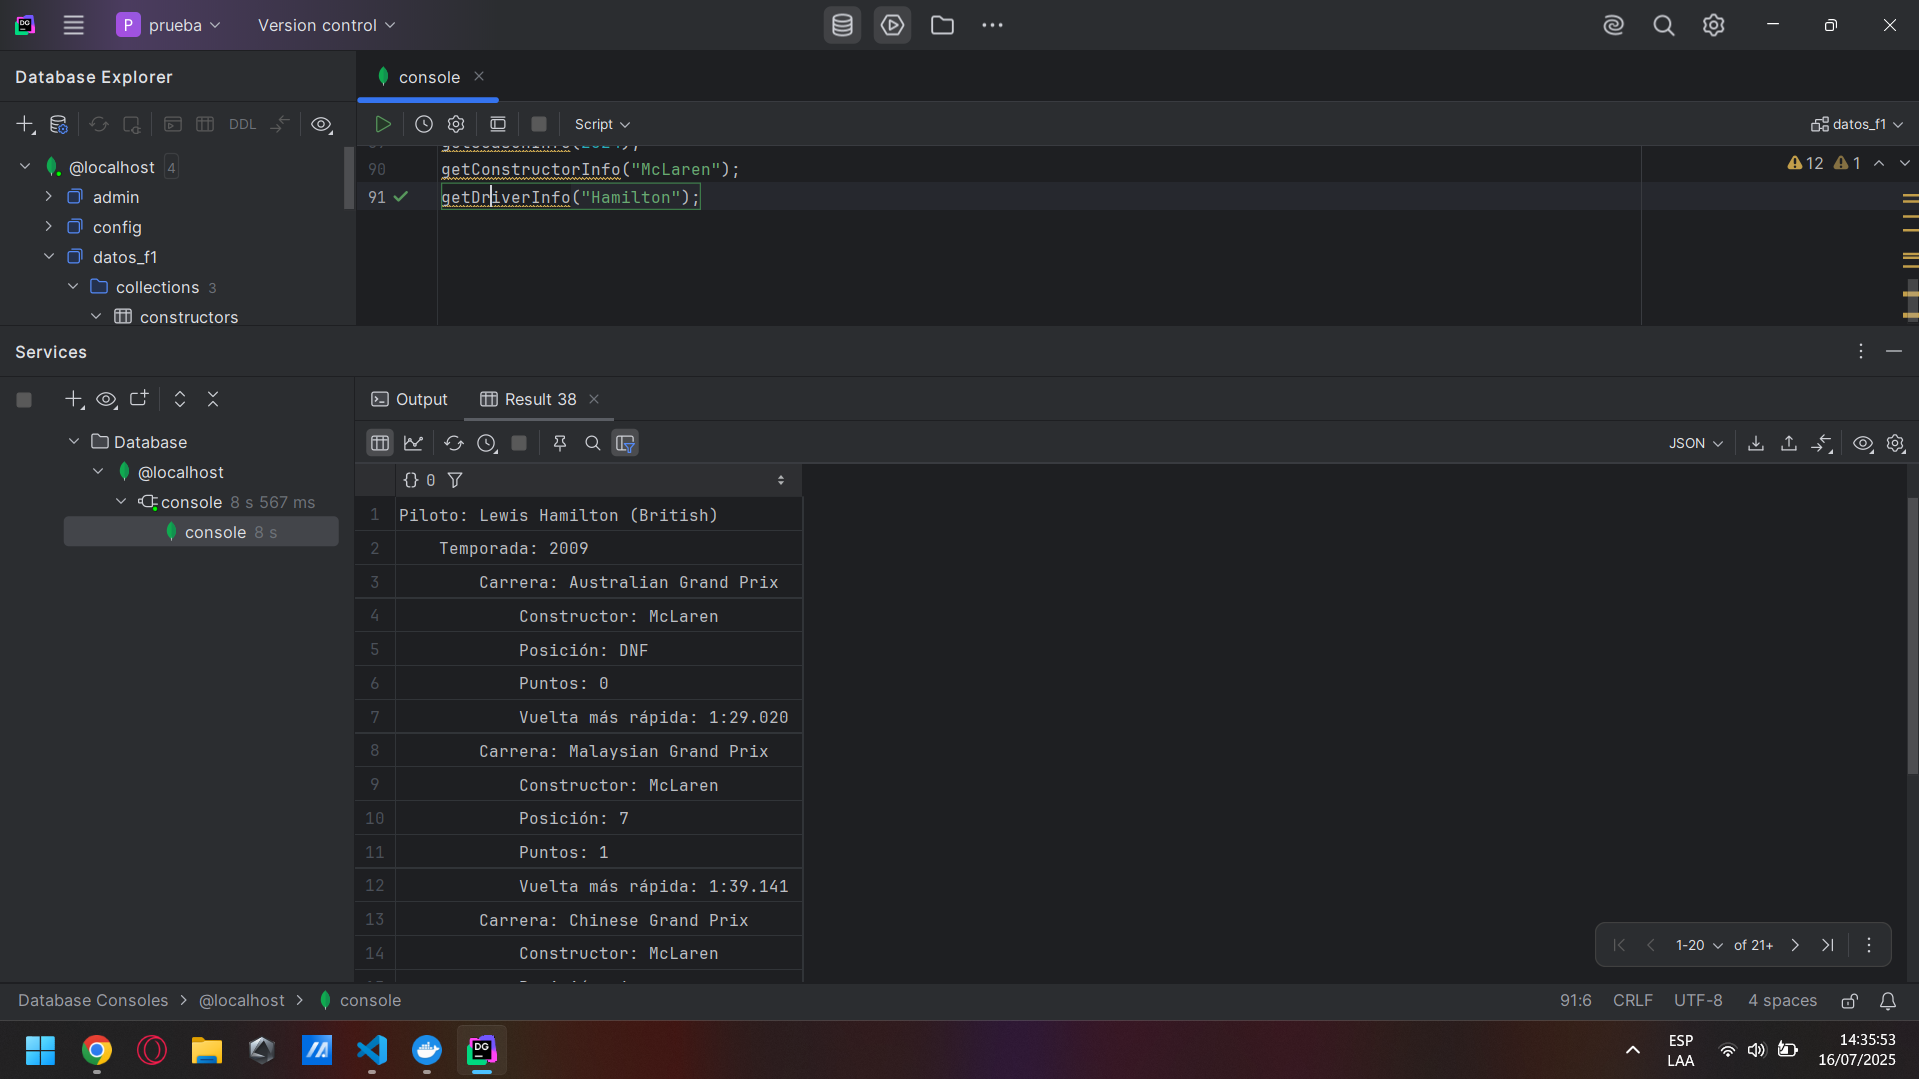 DG
P prueba
Version control
Database Explorer
console
DDL
Script
datos_f1
@localhost 4
admin
config
datos_f1
collections 3
constructors
90 getConstructorInfo("McLaren");
91 getDriverInfo("Hamilton");
12 1
Services
Output
Result 38
Database
@localhost
console 8 s 567 ms
console 8 s
JSON
{} 0
1 Piloto: Lewis Hamilton (British)
2 Temporada: 2009
3 Carrera: Australian Grand Prix
4 Constructor: McLaren
5 Posición: DNF
6 Puntos: 0
7 Vuelta más rápida: 1:29.020
8 Carrera: Malaysian Grand Prix
9 Constructor: McLaren
10 Posición: 7
11 Puntos: 1
12 Vuelta más rápida: 1:39.141
13 Carrera: Chinese Grand Prix
14 Constructor: McLaren
1-20 of 21+
Database Consoles > @localhost > console
91:6 CRLF UTF-8 4 spaces
DG
ESP
LAA
14:35:53
16/07/2025